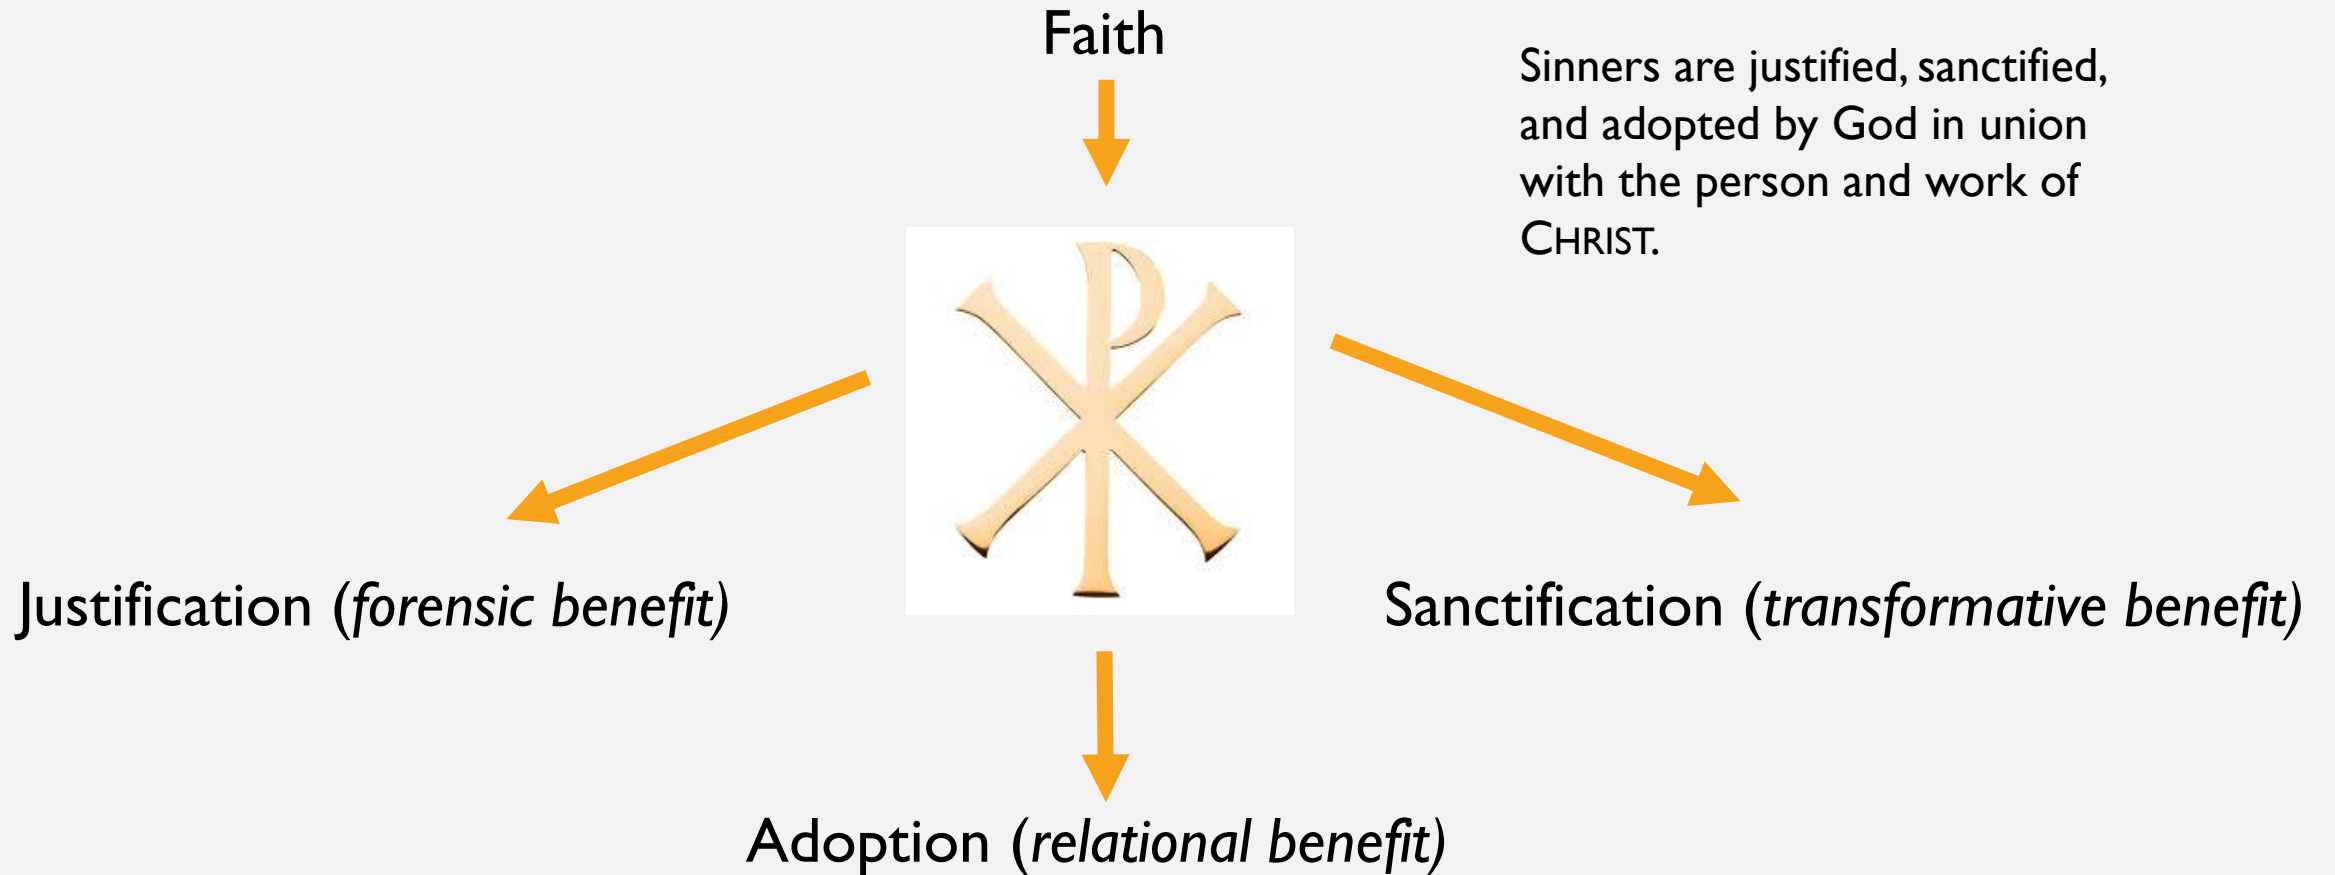 Faith
Sinners are justified, sanctified,
and adopted by God in union
with the person and work of
CHRIST.
Justification (forensic benefit)
Sanctification (transformative benefit)
Adoption (relational benefit)